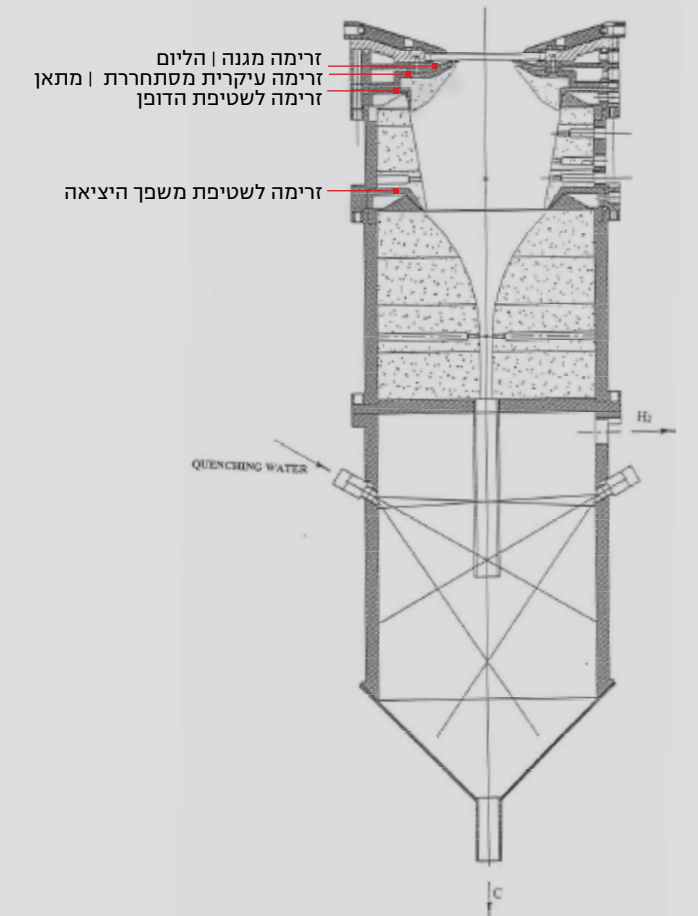 זרימה מגנה | הליום
זרימה עיקרית מסתחררת | מתאן
זרימה לשטיפת הדופן
זרימה לשטיפת משפך היציאה
H₂
QUENCHING WATER
C